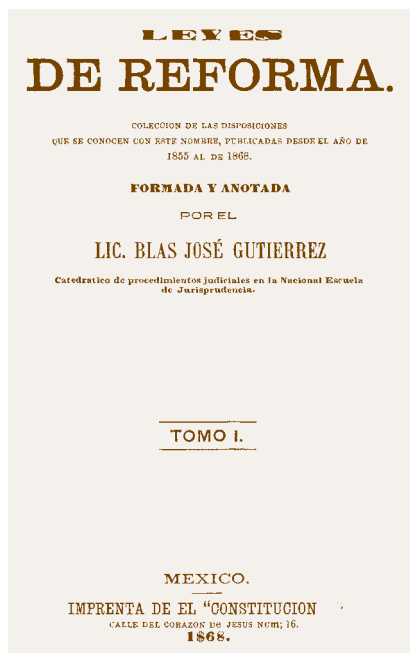 LEYES
DE REFORMA.
COLECCION DE LAS DISPOSICIONES
QUE SE CONOCEN CON ESTE NOMBRE, PUBLICADAS DESDE EL AÑO DE
1855 AL DE 1868.
FORMADA Y ANOTADA
POR EL
LIC. BLAS JOSÉ GUTIERREZ
Catedratico de procedimientos judiciales en la Nacional Escuela
de Jurisprudencia.
TOMO I.
MEXICO.
IMPRENTA DE EL "CONSTITUCION
CALLE DEL CORAZON DE JESUS NUM; 16.
1868.